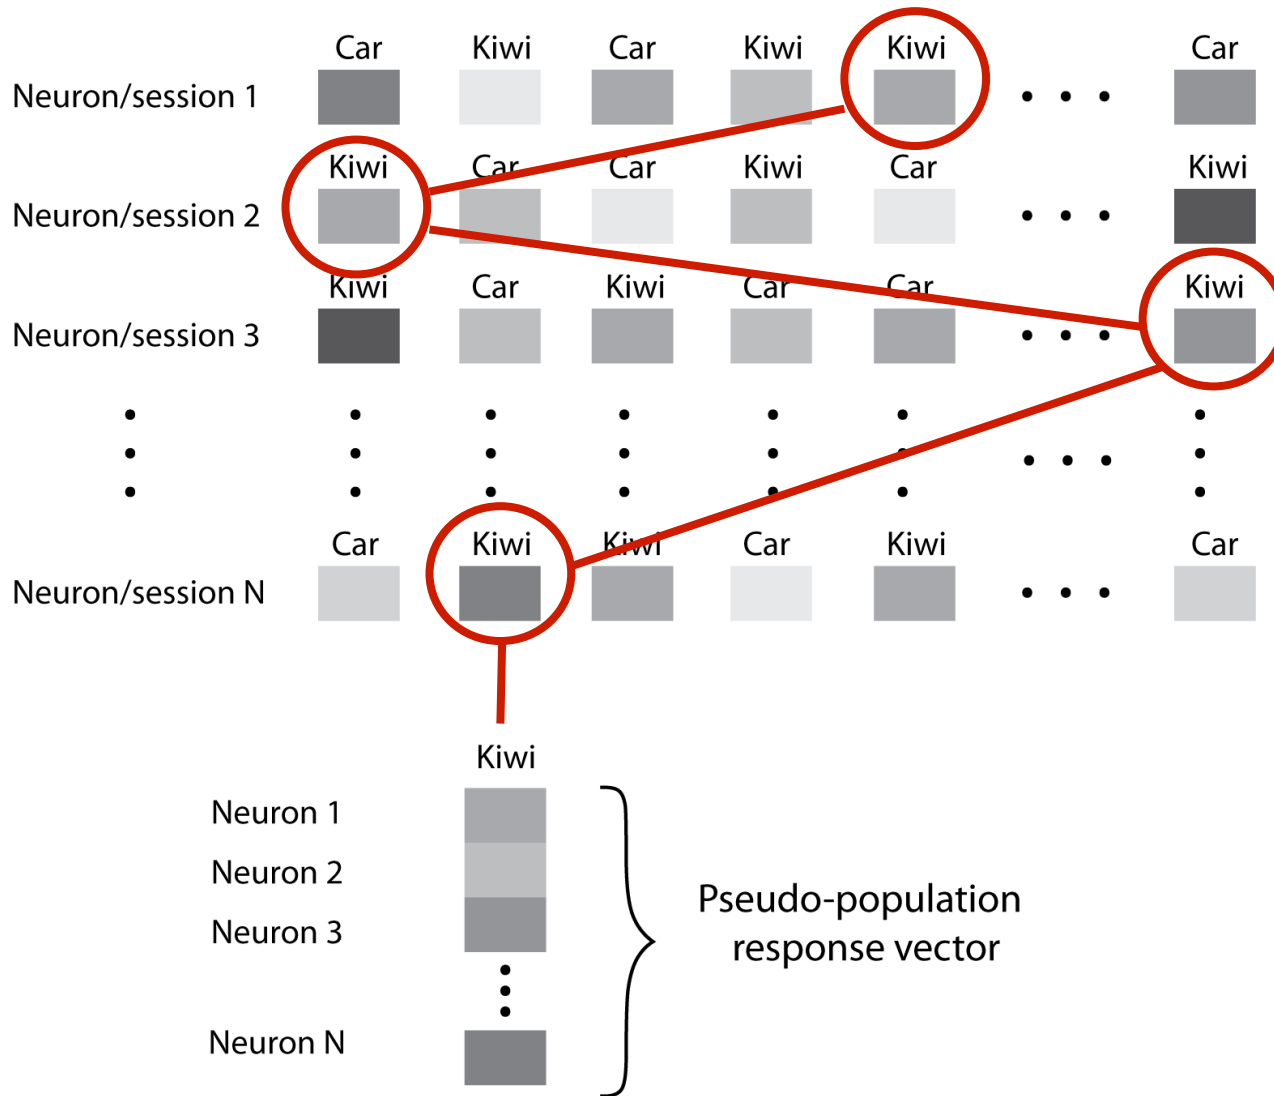 Car Kiwi Car Kiwi Kiwi Car
Neuron/session 1
Kiwi Car Car Kiwi Car Kiwi
Neuron/session 2
Kiwi Car Kiwi Car Car Kiwi
Neuron/session 3
Car Kiwi Kiwi Car Kiwi Car
Neuron/session N
Kiwi
Neuron 1
Neuron 2
Neuron 3
Neuron N
Pseudo-population
response vector